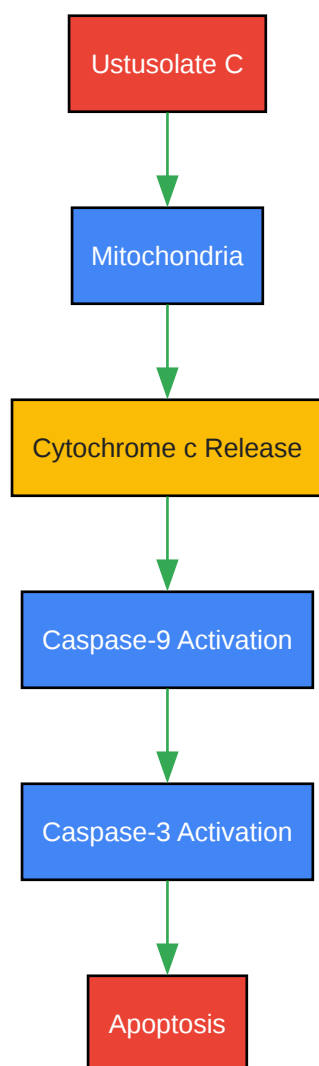 Ustusolate C
Mitochondria
Cytochrome c Release
Caspase-9 Activation
Caspase-3 Activation
Apoptosis